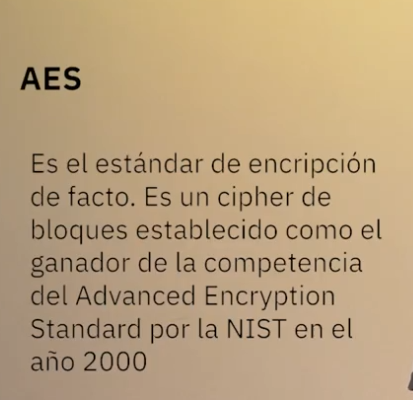 AES
Es el estándar de encripción
de facto. Es un cipher de
bloques establecido como el
ganador de la competencia
del Advanced Encryption
Standard por la NIST en el
año 2000